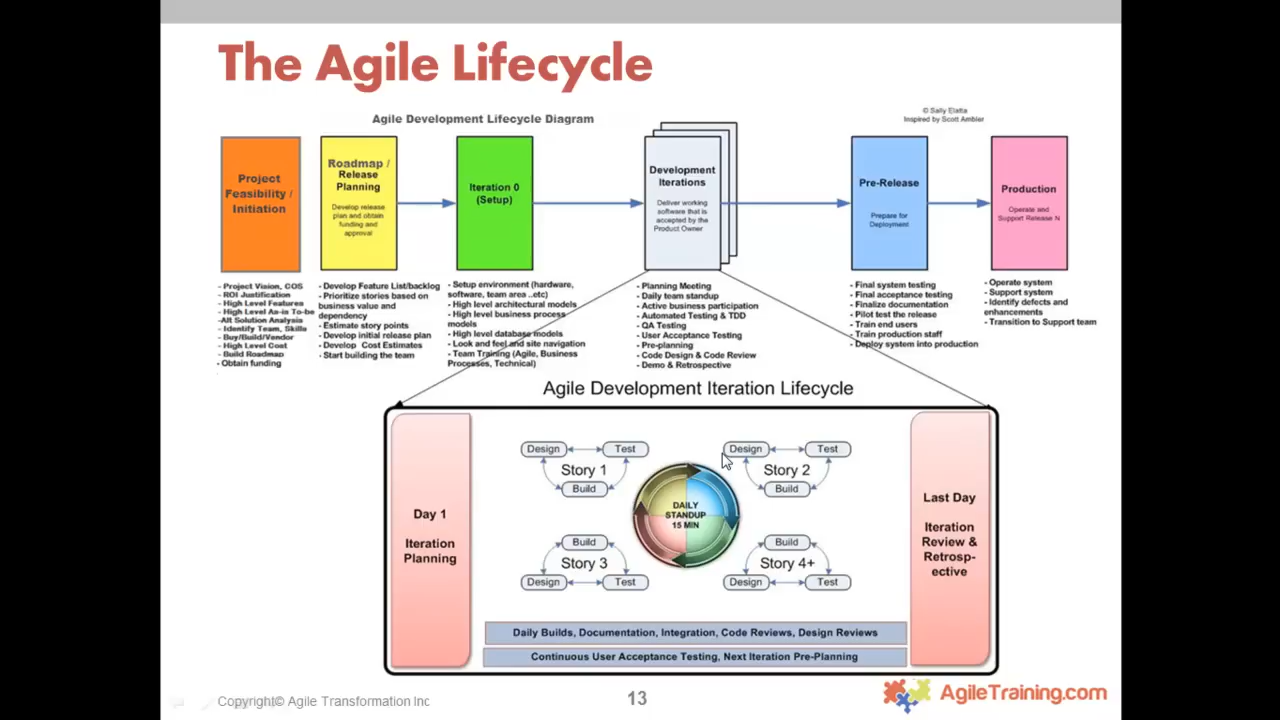 The Agile Lifecycle
Agile Development Lifecycle Diagram
© Sally Elatta
Inspired by Scott Ambler
Project
Feasibility /
Initiation
Roadmap /
Release
Planning
Develop release
plan and obtain
funding and
approval
Iteration 0
(Setup)
Development
Iterations
Deliver working
software that is
accepted by the
Product Owner
Pre-Release
Prepare for
Deployment
Production
Operate and
Support Release N
- Project Vision, COS
- ROI Justification
- High Level Features
- High Level As-is To-be
-Alt Solution Analysis
- Identify Team, Skills
- Buy/Build/Vendor
- High Level Cost
- Build Roadmap
- Obtain funding
- Develop Feature List/backlog
- Prioritize stories based on
business value and
dependency
- Estimate story points
- Develop initial release plan
- Develop Cost Estimates
- Start building the team
- Setup environment (hardware,
software, team area ..etc)
- High level architectural models
- High level business process
models
- High level database models
- Look and feel and site navigation
- Team Training (Agile, Business
Processes, Technical)
- Planning Meeting
- Daily team standup
- Active business participation
- Automated Testing & TDD
- QA Testing
- User Acceptance Testing
- Pre-planning
- Code Design & Code Review
- Demo & Retrospective
- Final system testing
- Final acceptance testing
- Finalize documentation
- Pilot test the release
- Train end users
- Train production staff
- Deploy system into production
- Operate system
- Support system
- Identify defects and
enhancements
- Transition to Support team
Agile Development Iteration Lifecycle
Day 1
Iteration
Planning
Design
Test
Story 1
Build
Design
Test
Story 2
Build
DAILY
STANDUP
15 MIN
Build
Story 3
Design
Test
Build
Story 4+
Design
Test
Last Day
Iteration
Review &
Retrosp-
ective
Daily Builds, Documentation, Integration, Code Reviews, Design Reviews
Continuous User Acceptance Testing, Next Iteration Pre-Planning
Copyright© Agile Transformation Inc
13
AgileTraining.com